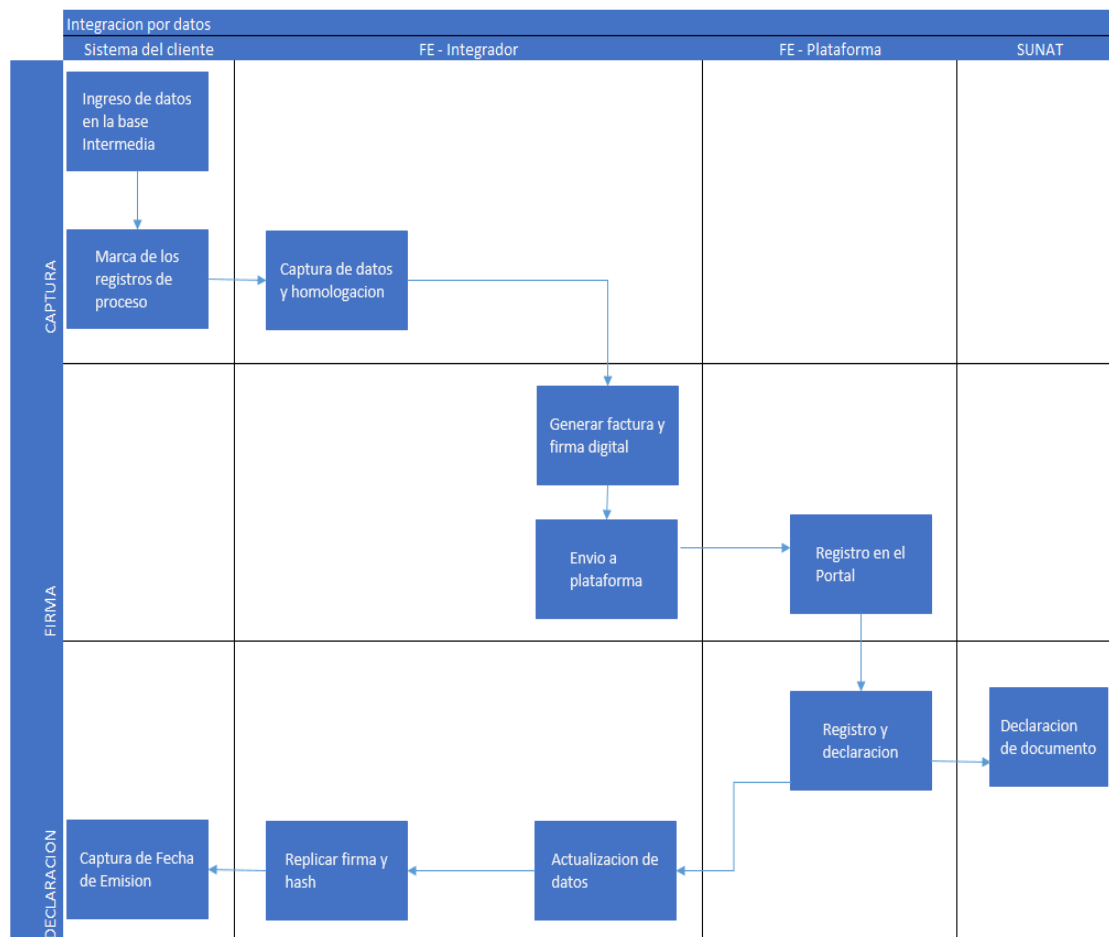 Integracion por datos
Sistema del cliente
FE - Integrador
FE - Plataforma
SUNAT
CAPTURA
Ingreso de datos
en la base
Intermedia
Marca de los
registros de
proceso
Captura de datos
y homologacion
FIRMA
Generar factura y
firma digital
Envio a
plataforma
Registro en el
Portal
DECLARACION
Registro y
declaracion
Declaracion
de documento
Actualizacion de
datos
Replicar firma y
hash
Captura de Fecha
de Emision